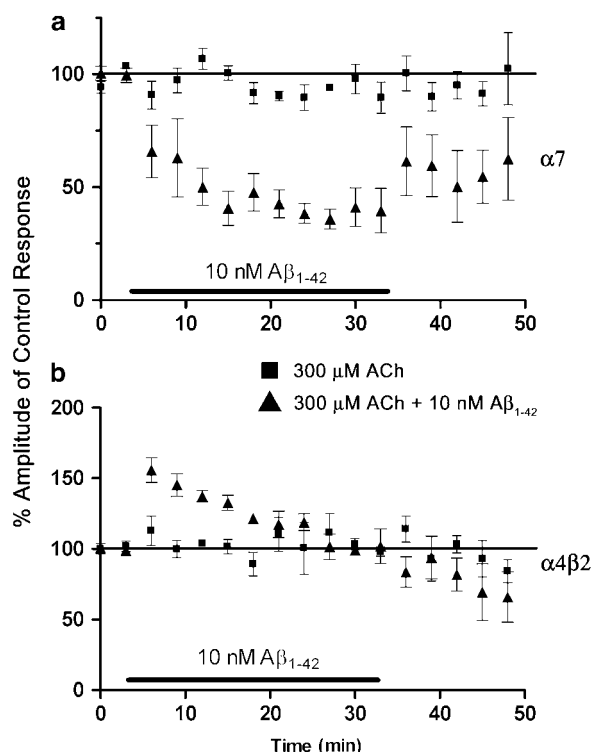 a
% Amplitude of Control Response
100
50
0
α7
10 nM Aβ1-42
0 10 20 30 40 50
b
■ 300 µM ACh
▲ 300 µM ACh + 10 nM Aβ1-42
200
150
100
50
0
α4β2
10 nM Aβ1-42
0 10 20 30 40 50
Time (min)